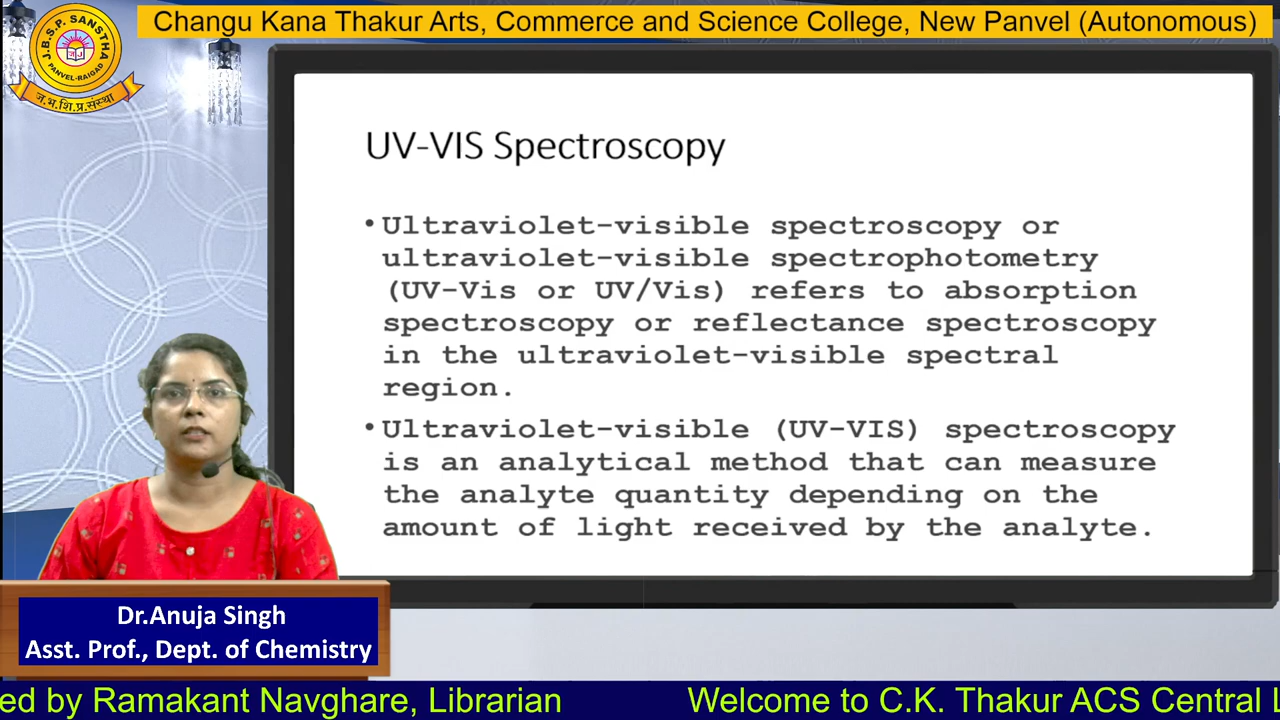 Changu Kana Thakur Arts, Commerce and Science College, New Panvel (Autonomous)
J.B.S.P. SANSTHA
PANVEL-RAIGAD
ज.भ.शि.प्र.संस्था
UV-VIS Spectroscopy
• Ultraviolet-visible spectroscopy or
ultraviolet-visible spectrophotometry
(UV-Vis or UV/Vis) refers to absorption
spectroscopy or reflectance spectroscopy
in the ultraviolet-visible spectral
region.
• Ultraviolet-visible (UV-VIS) spectroscopy
is an analytical method that can measure
the analyte quantity depending on the
amount of light received by the analyte.
Dr.Anuja Singh
Asst. Prof., Dept. of Chemistry
ed by Ramakant Navghare, Librarian Welcome to C.K. Thakur ACS Central L